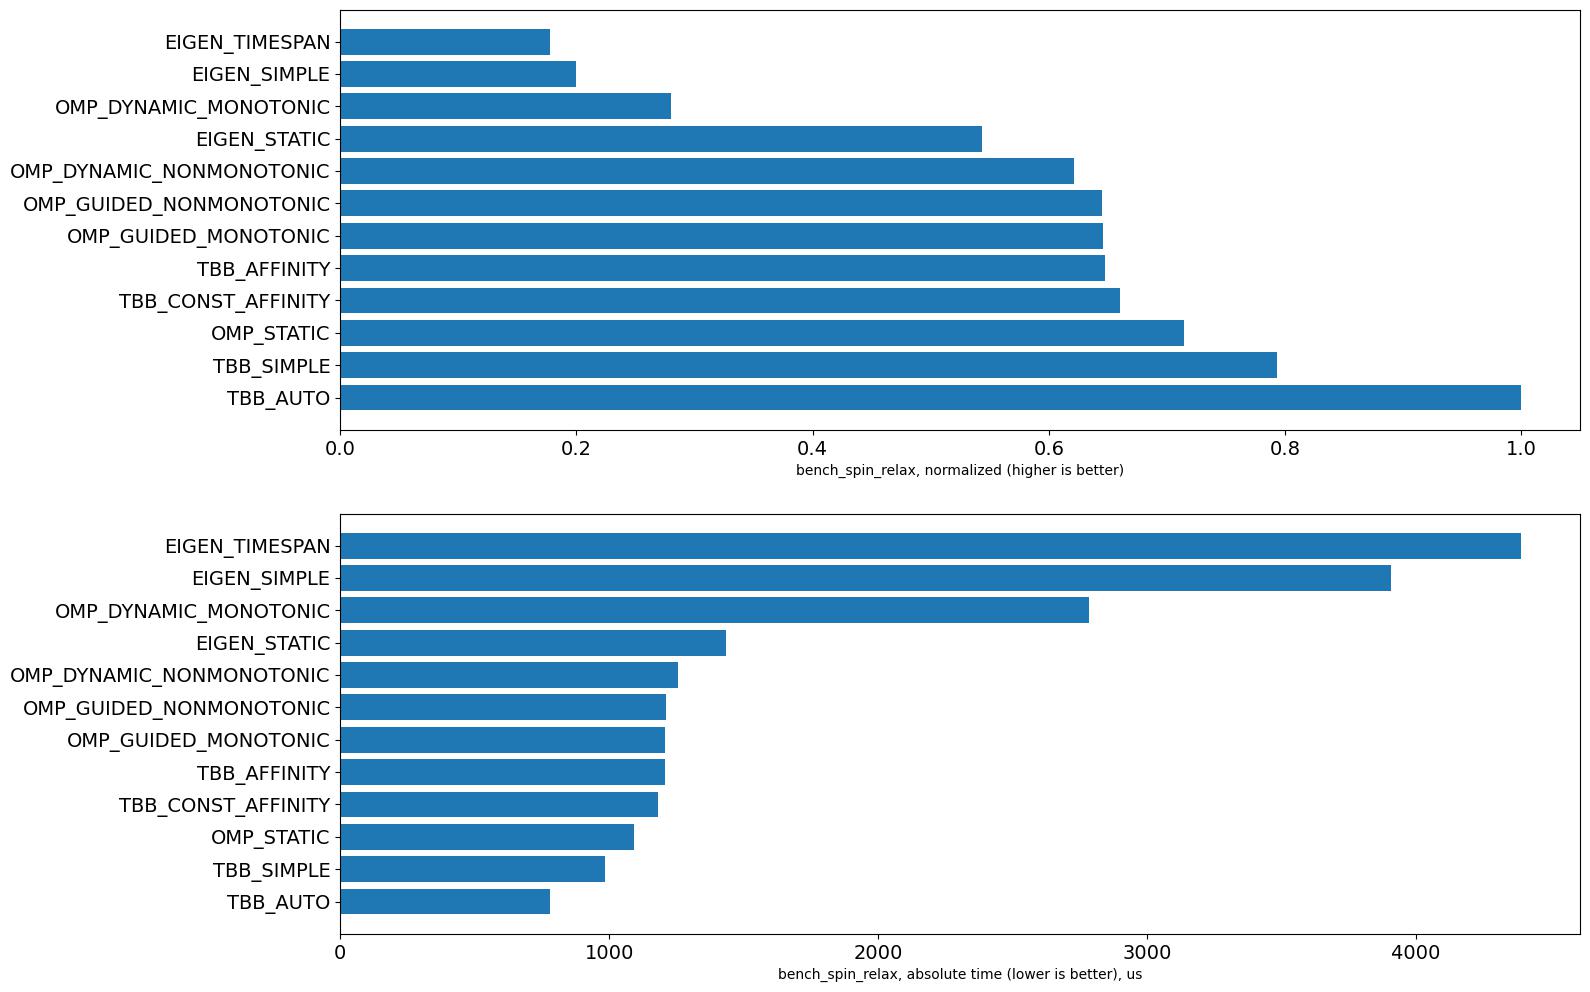 EIGEN_TIMESPAN
EIGEN_SIMPLE
OMP_DYNAMIC_MONOTONIC
EIGEN_STATIC
OMP_DYNAMIC_NONMONOTONIC
OMP_GUIDED_NONMONOTONIC
OMP_GUIDED_MONOTONIC
TBB_AFFINITY
TBB_CONST_AFFINITY
OMP_STATIC
TBB_SIMPLE
TBB_AUTO
0.0 0.2 0.4 0.6 0.8 1.0
bench_spin_relax, normalized (higher is better)
EIGEN_TIMESPAN
EIGEN_SIMPLE
OMP_DYNAMIC_MONOTONIC
EIGEN_STATIC
OMP_DYNAMIC_NONMONOTONIC
OMP_GUIDED_NONMONOTONIC
OMP_GUIDED_MONOTONIC
TBB_AFFINITY
TBB_CONST_AFFINITY
OMP_STATIC
TBB_SIMPLE
TBB_AUTO
0 1000 2000 3000 4000
bench_spin_relax, absolute time (lower is better), us